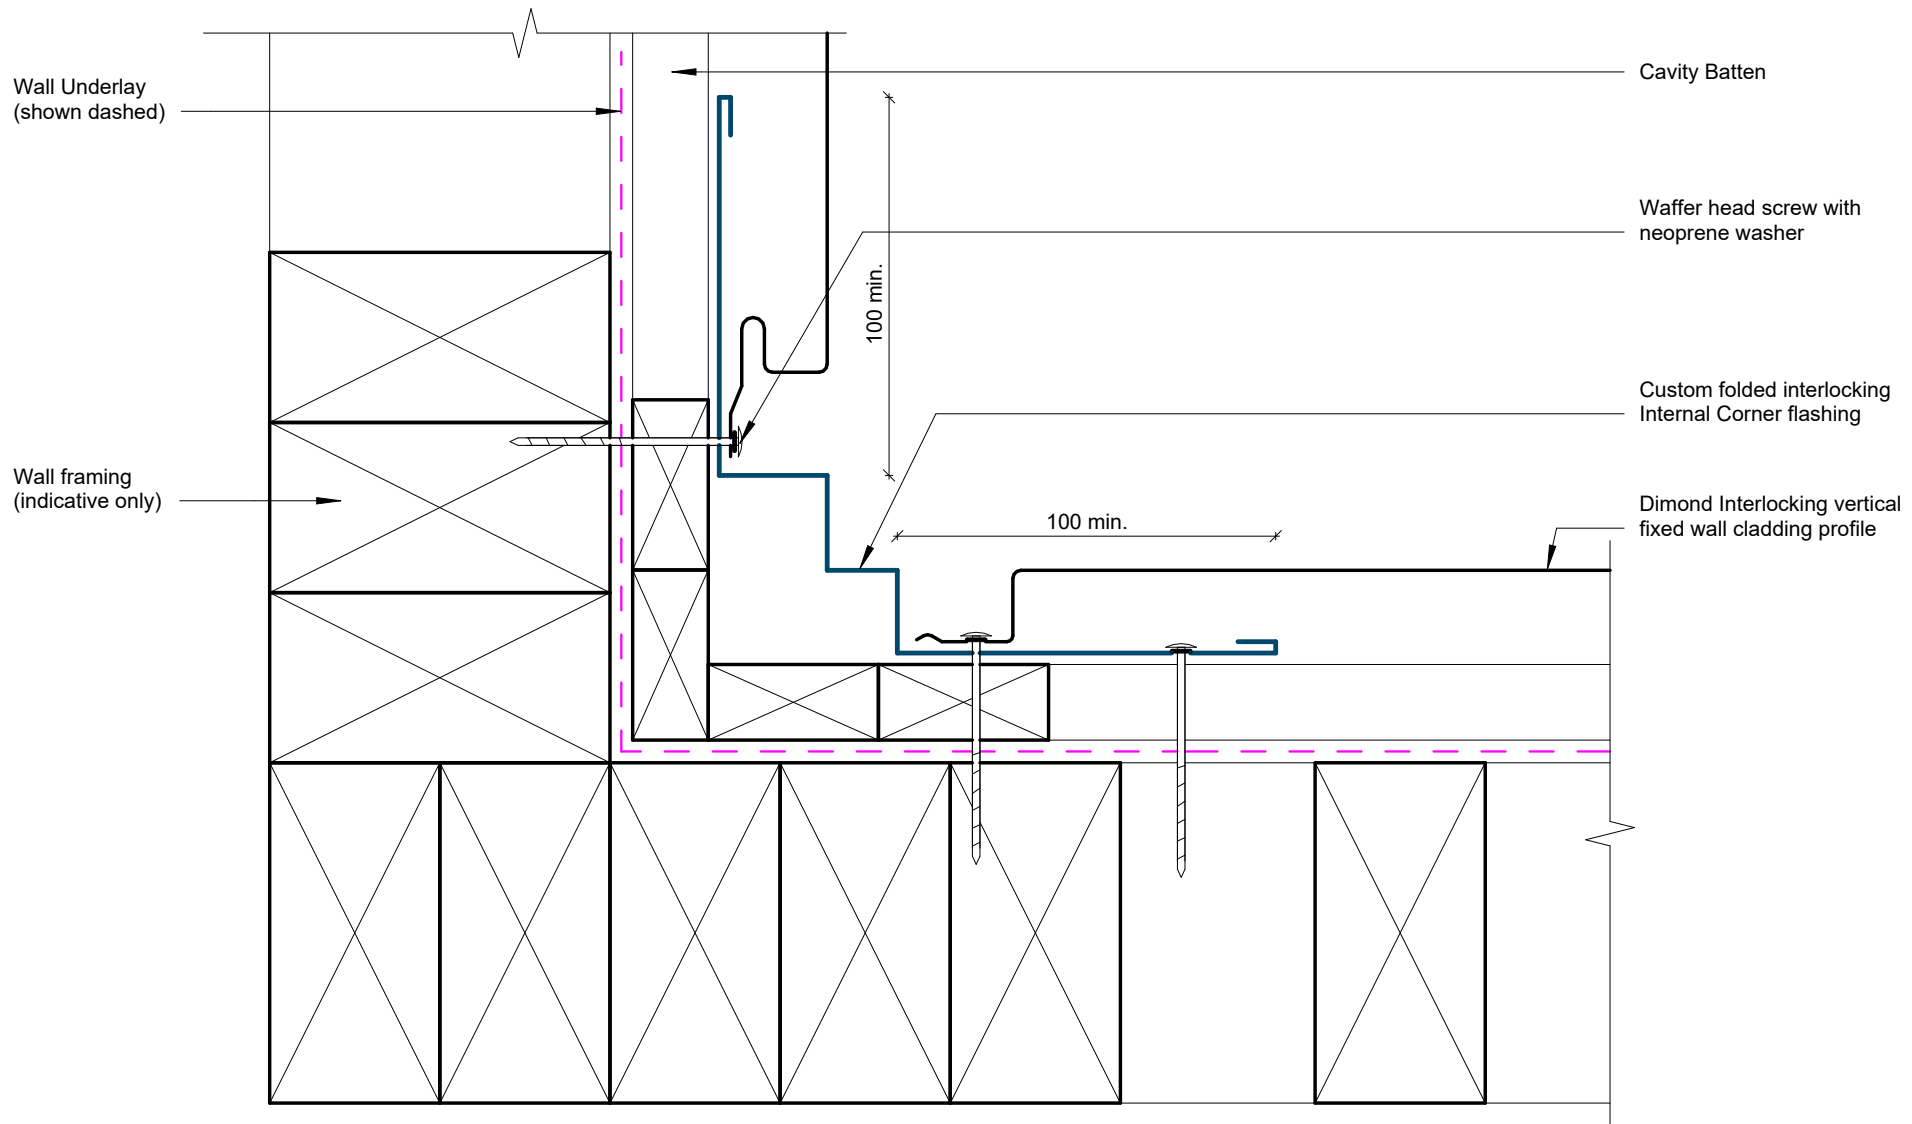 Wall Underlay
(shown dashed)
Cavity Batten
Waffer head screw with
neoprene washer
100 min.
Custom folded interlocking
Internal Corner flashing
Wall framing
(indicative only)
100 min.
Dimond Interlocking vertical
fixed wall cladding profile